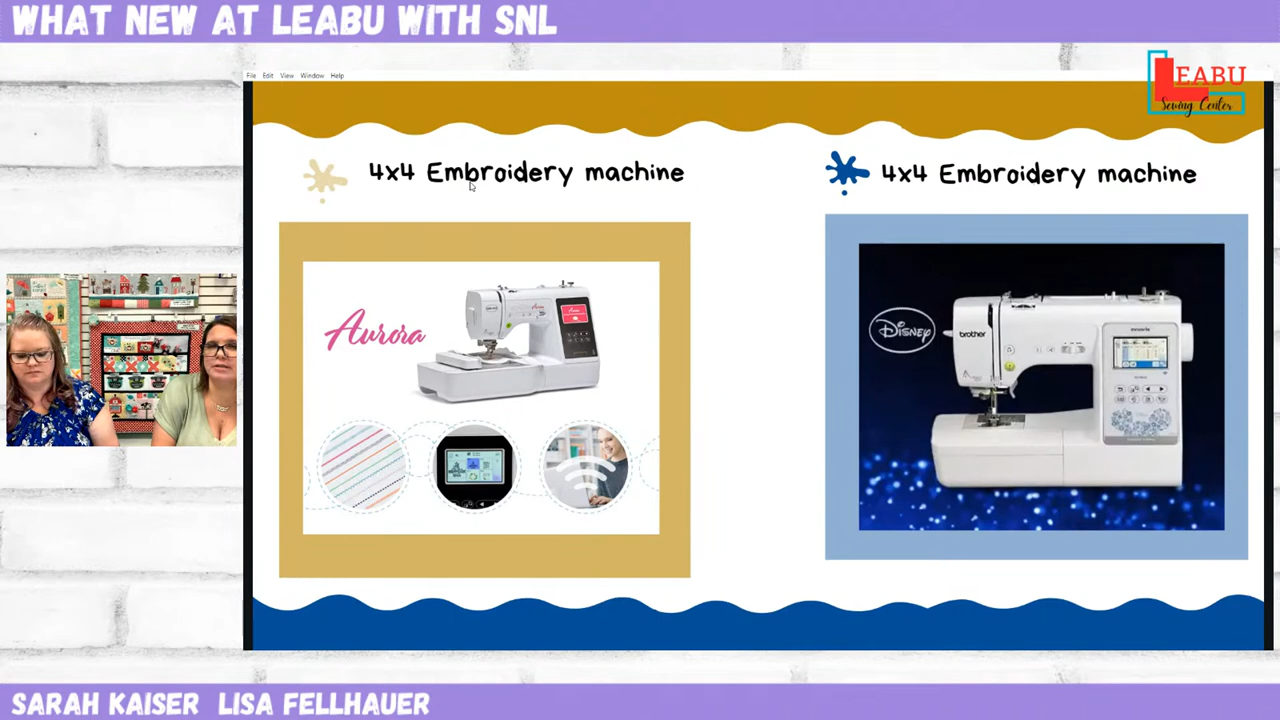 WHAT NEW AT LEABU WITH SNL
LEABU
Sewing Center
File Edit View Window Help
4x4 Embroidery machine
4x4 Embroidery machine
Aurora
DISNEY
brother
SARAH KAISER LISA FELLHAUER